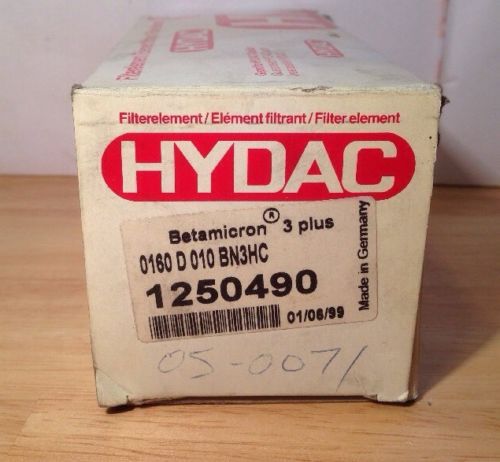 Filterelement / Elément filtrant / Filter element
HYDAC
Betamicron® 3 plus
0160 D 010 BN3HC
1250490
01/06/99
Made in Germany
05-0071